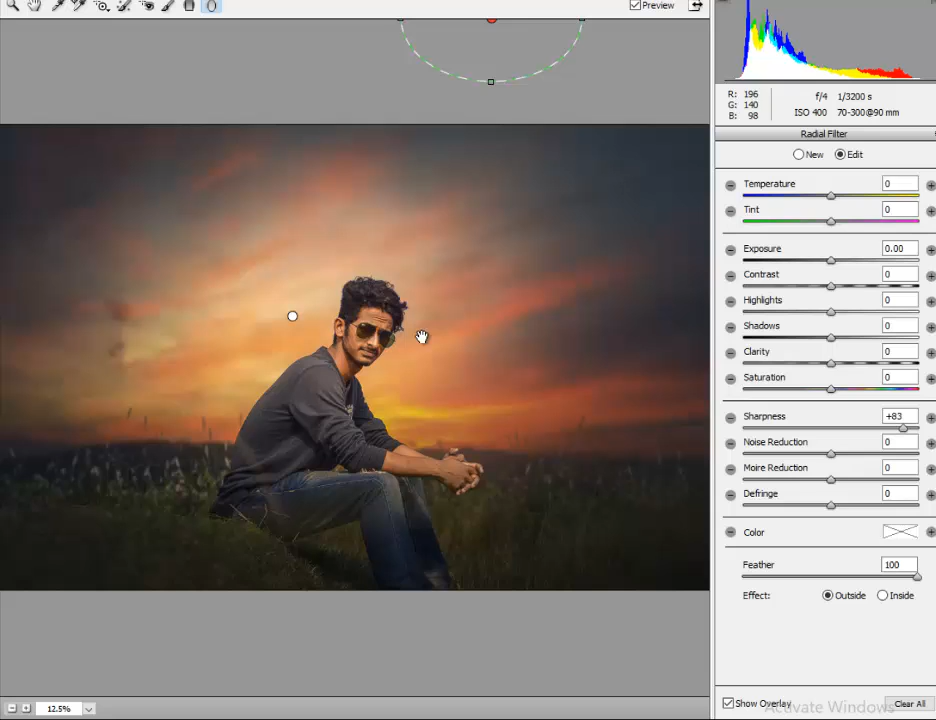 Preview
R: 196
G: 140
B: 98
f/4 1/3200 s
ISO 400 70-300@90 mm
Radial Filter
New Edit
Temperature 0
Tint 0
Exposure 0.00
Contrast 0
Highlights 0
Shadows 0
Clarity 0
Saturation 0
Sharpness +83
Noise Reduction 0
Moire Reduction 0
Defringe 0
Color
Feather 100
Effect: Outside Inside
12.5%
Show Overlay Clear All
Activate Windows